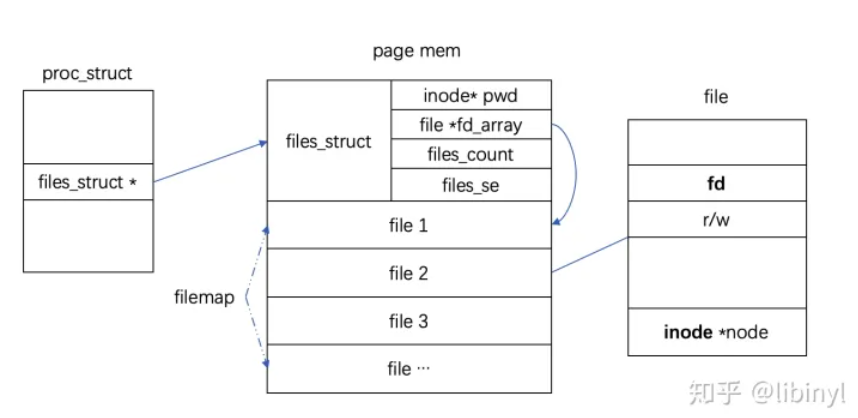 page mem
proc_struct
file
files_struct *
files_struct
inode* pwd
file *fd_array
files_count
files_se
file 1
file 2
file 3
file ···
filemap
fd
r/w
inode *node
知乎 @libinyl